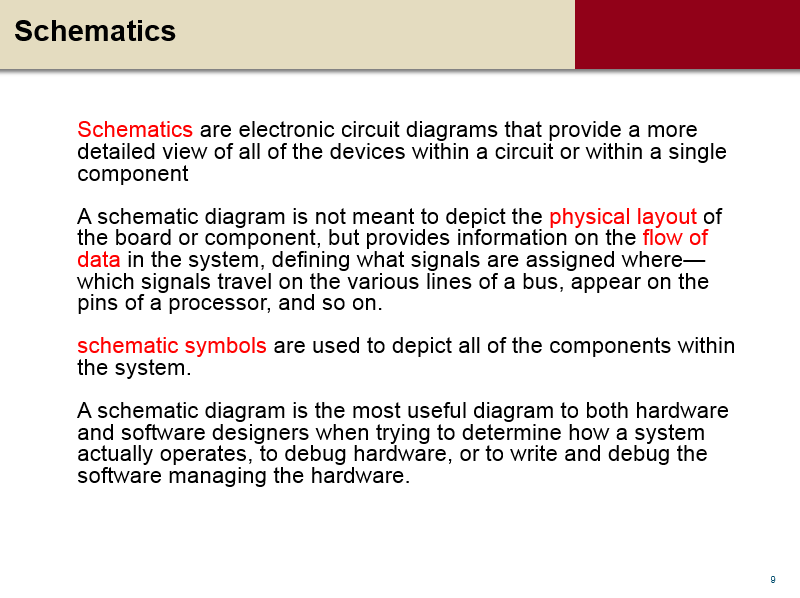 Schematics
Schematics are electronic circuit diagrams that provide a more
detailed view of all of the devices within a circuit or within a single
component
A schematic diagram is not meant to depict the physical layout of
the board or component, but provides information on the flow of
data in the system, defining what signals are assigned where—
which signals travel on the various lines of a bus, appear on the
pins of a processor, and so on.
schematic symbols are used to depict all of the components within
the system.
A schematic diagram is the most useful diagram to both hardware
and software designers when trying to determine how a system
actually operates, to debug hardware, or to write and debug the
software managing the hardware.
9